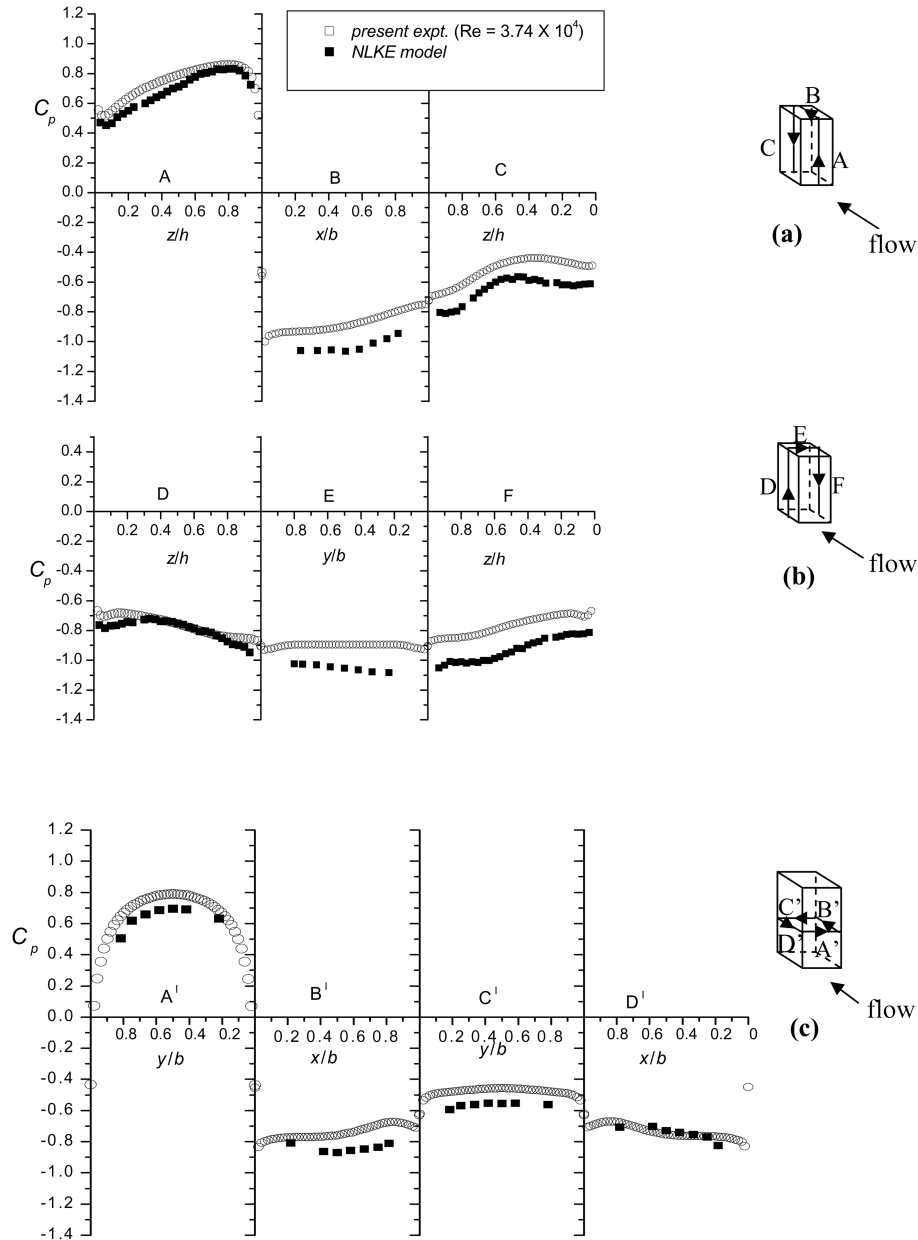 ○ present expt. (Re = 3.74 X 10⁴)
■ NLKE model
1.2
1.0
0.8
0.6
0.4
0.2
0.0
-0.2
-0.4
-0.6
-0.8
-1.0
-1.2
-1.4
C_p
A B C
0.2 0.4 0.6 0.8
z/h
0.2 0.4 0.6 0.8
x/b
0.8 0.6 0.4 0.2 0
z/h
B
C A
(a)
flow
0.4
0.2
0.0
-0.2
-0.4
-0.6
-0.8
-1.0
-1.2
-1.4
C_p
D E F
0.2 0.4 0.6 0.8
z/h
0.8 0.6 0.4 0.2
y/b
0.8 0.6 0.4 0.2 0
z/h
E
D F
(b)
flow
1.2
1.0
0.8
0.6
0.4
0.2
0.0
-0.2
-0.4
-0.6
-0.8
-1.0
-1.2
-1.4
C_p
A' B' C' D'
0.8 0.6 0.4 0.2
y/b
0.2 0.4 0.6 0.8
x/b
0.2 0.4 0.6 0.8
y/b
0.8 0.6 0.4 0.2 0
x/b
C' B'
D' A'
(c)
flow